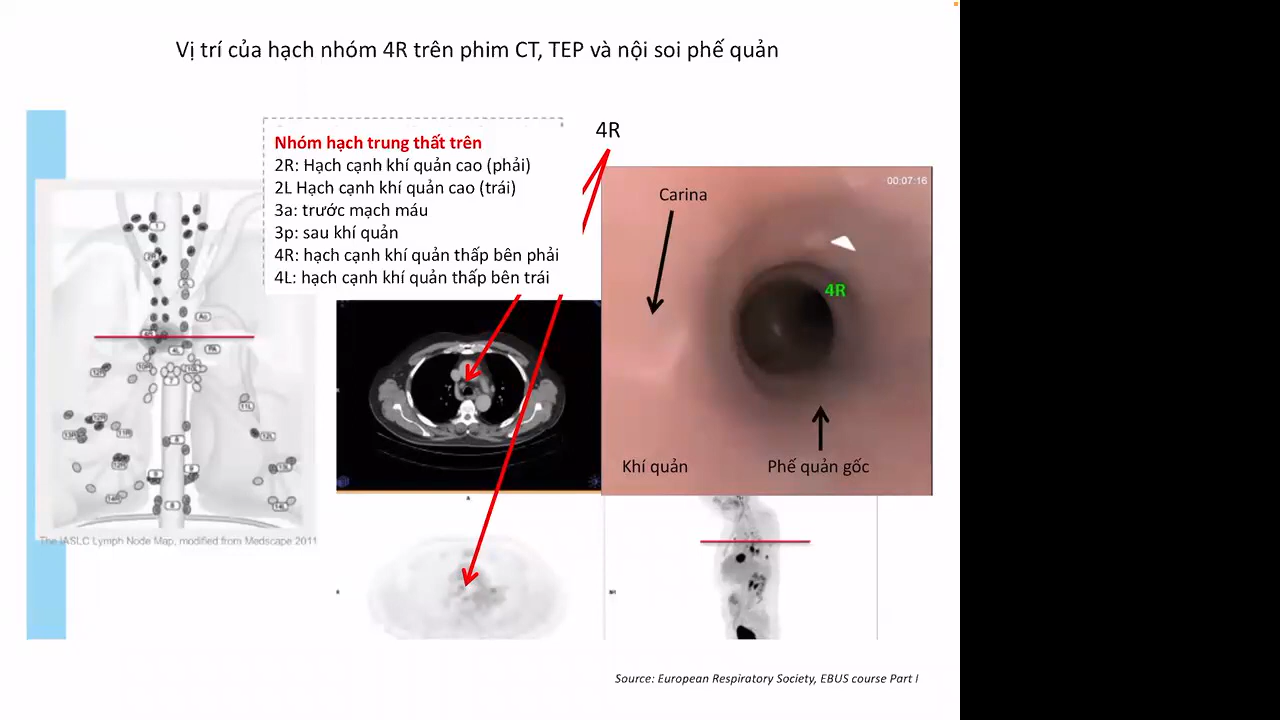 Vị trí của hạch nhóm 4R trên phim CT, TEP và nội soi phế quản
Nhóm hạch trung thất trên
2R: Hạch cạnh khí quản cao (phải)
2L Hạch cạnh khí quản cao (trái)
3a: trước mạch máu
3p: sau khí quản
4R: hạch cạnh khí quản thấp bên phải
4L: hạch cạnh khí quản thấp bên trái
4R
00:07:16
Carina
4R
Khí quản
Phế quản gốc
The IASLC Lymph Node Map, modified from Medscape 2011
Source: European Respiratory Society, EBUS course Part I